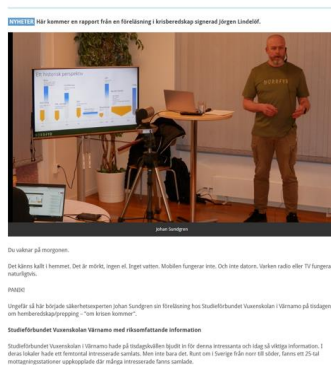 NYHETER Här kommer en rapport från en föreläsning i krisberedskap signerad Jörgen Lindelöf.
Ett historisk perspektiv
Johan Sundgren
Du vaknar på morgonen.
Det känns kallt i hemmet. Det är mörkt, ingen el. Inget vatten. Mobilen fungerar inte. Och inte datorn. Varken radio eller TV fungerar
naturligtvis.
PANIK!
Ungefär så här började säkerhetsexperten Johan Sundgren sin föreläsning hos Studieförbundet Vuxenskolan i Värnamo på tisdagen
om hemberedskap/prepping – "om krisen kommer".
Studieförbundet Vuxenskolan Värnamo med riksomfattande information
Studieförbundet Vuxenskolan i Värnamo hade på tisdagskvällen bjudit in för denna intressanta och idag så viktiga information. I
deras lokaler hade ett femtontal intresserade samlats. Men inte bara det. Runt om i Sverige från norr till söder, fanns ett 25-tal
mottagningsstationer uppkopplade där många intresserade fanns samlade.